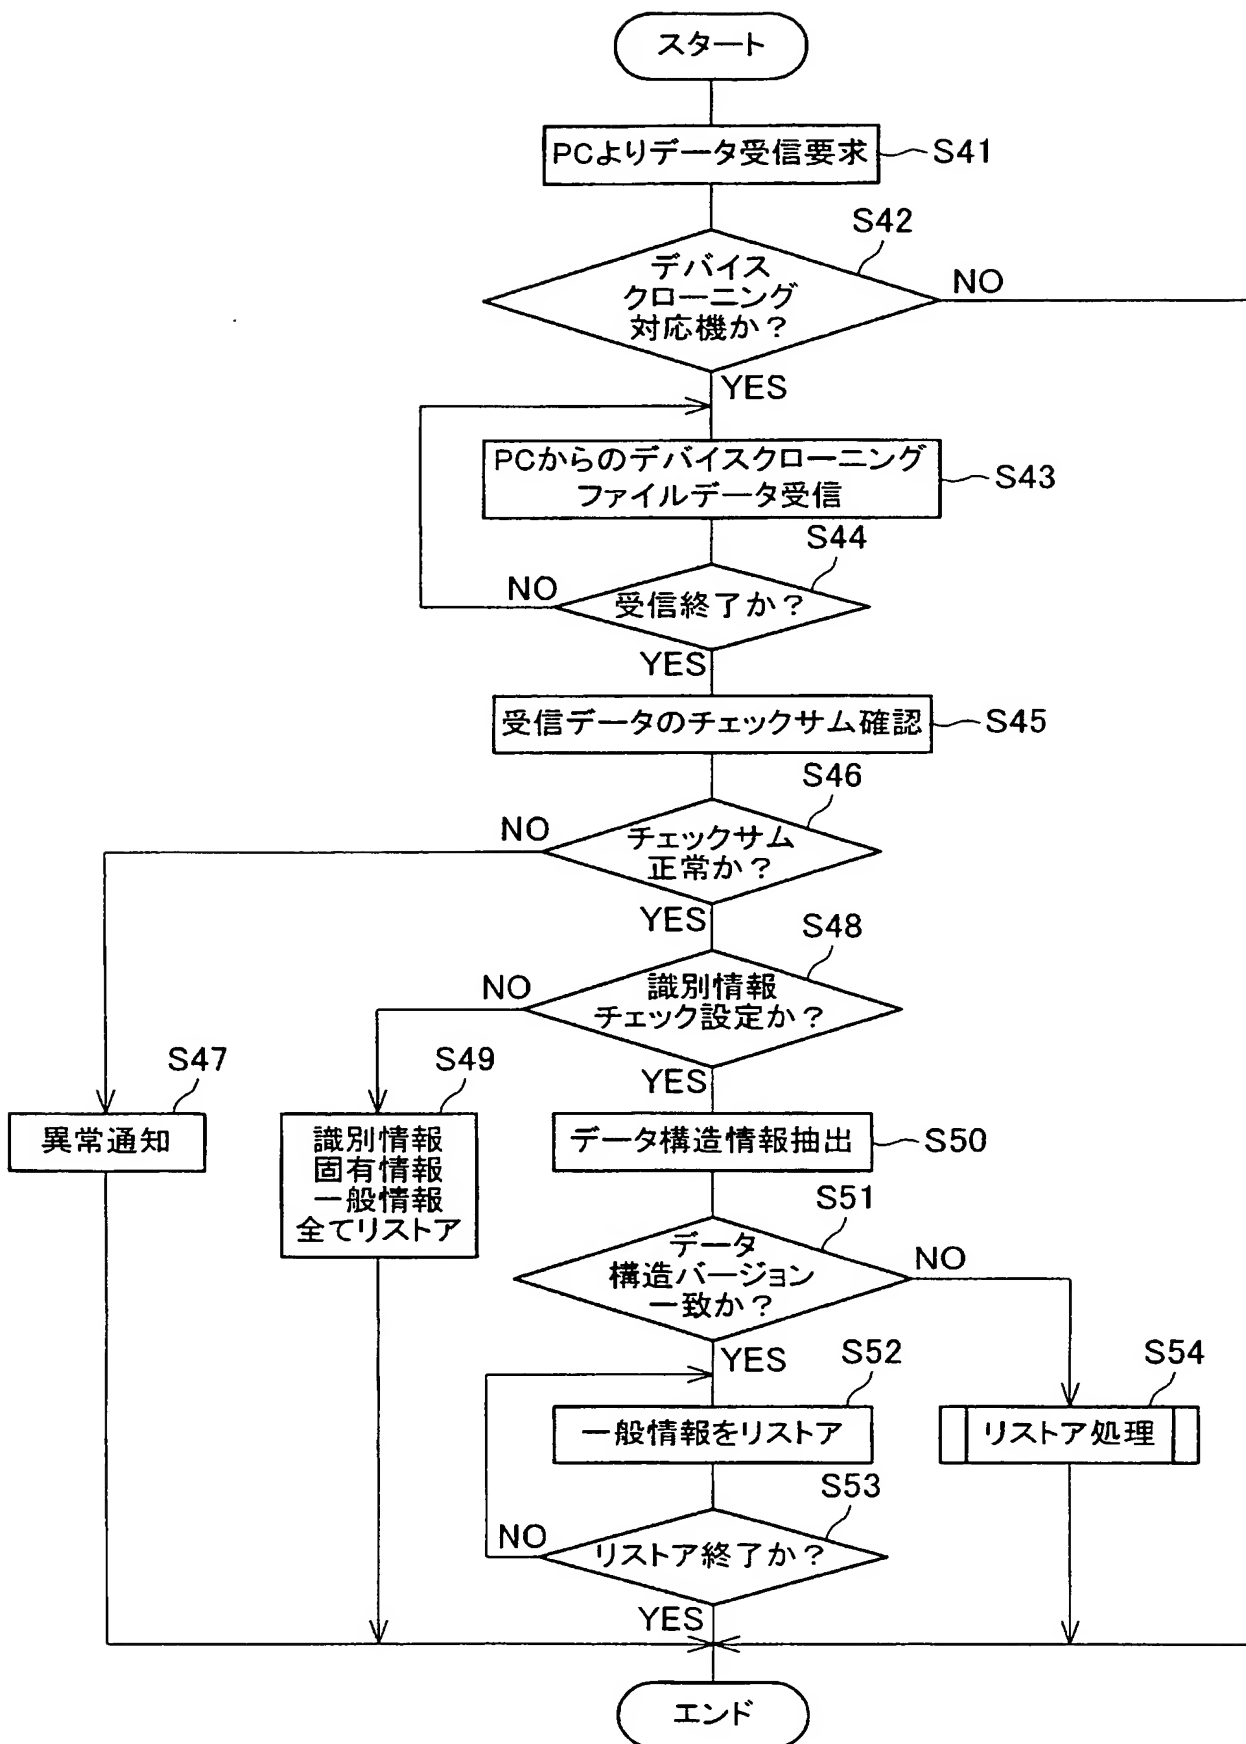 スタート
PCよりデータ受信要求
S41
S42
デバイス
クローニング
対応機か？
NO
YES
PCからのデバイスクローニング
ファイルデータ受信
S43
S44
NO
受信終了か？
YES
受信データのチェックサム確認
S45
S46
NO
チェックサム
正常か？
YES
S48
NO
識別情報
チェック設定か？
YES
S47
異常通知
S49
識別情報
固有情報
一般情報
全てリストア
データ構造情報抽出
S50
S51
データ
構造バージョン
一致か？
NO
YES
S52
一般情報をリストア
S54
リストア処理
S53
NO
リストア終了か？
YES
エンド